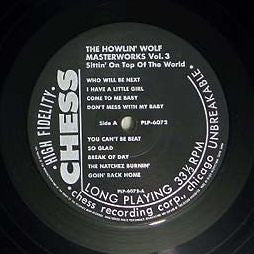 THE HOWLIN' WOLF
MASTERWORKS Vol. 3
Sittin' On Top Of The World
WHO WILL BE NEXT
I HAVE A LITTLE GIRL
COME TO ME BABY
DON'T MESS WITH MY BABY
Side A PLP-6072
YOU CAN'T BEAT
SO GLAD
BREAK OF DAY
THE NATCHEZ BURNIN'
GOIN' BACK HOME
PLP-6072-A
• HIGH FIDELITY •
CHESS
LONG PLAYING 33⅓ RPM UNBREAKABLE •
• chess recording corp., chicago •